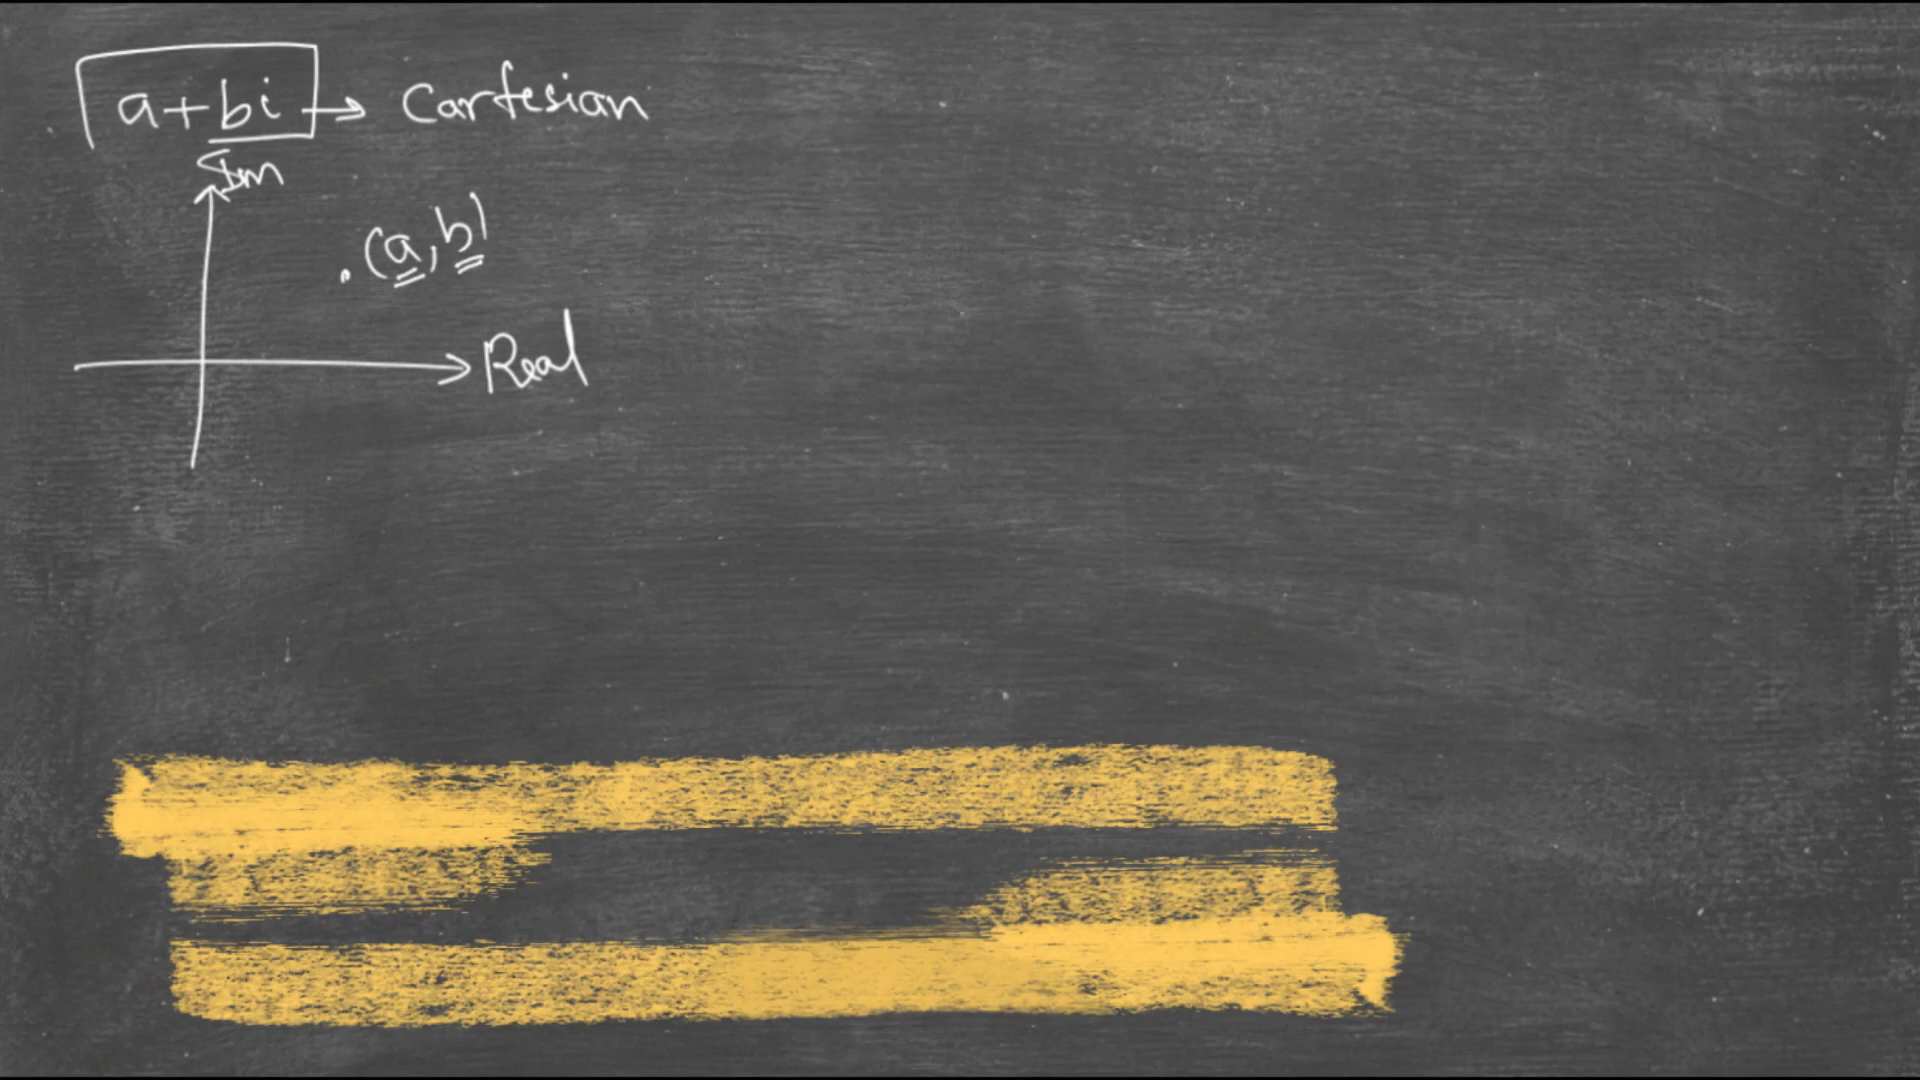 a+bi → Cartesian
Im
.(a,b)
Real